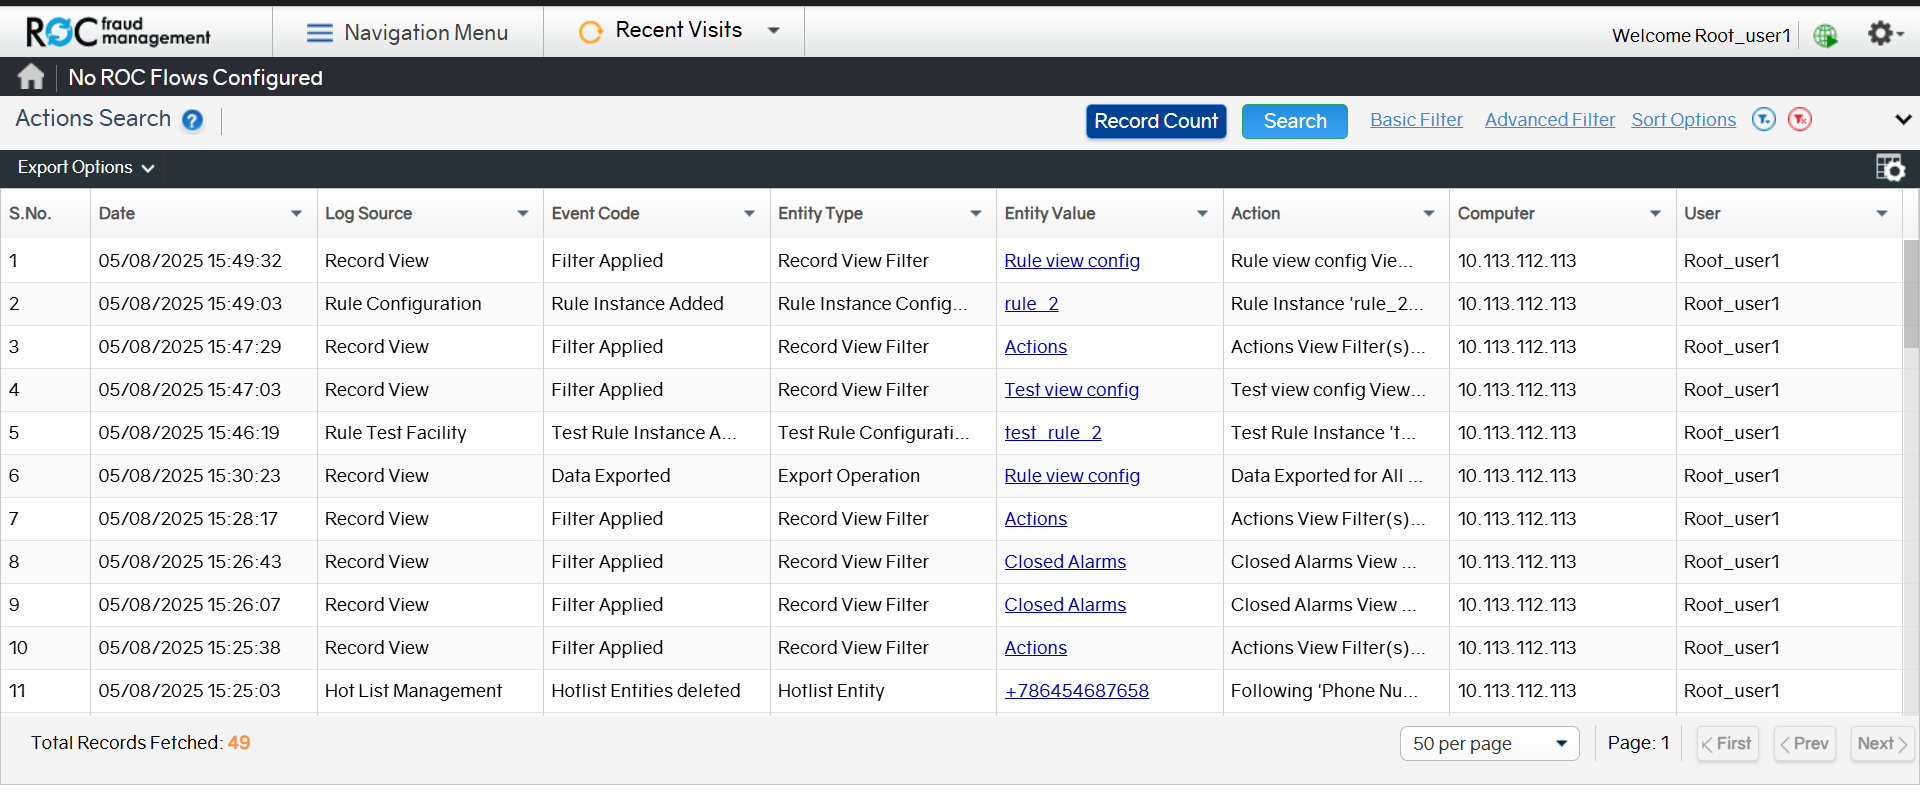 ROC fraud management
Navigation Menu
Recent Visits
Welcome Root_user1
No ROC Flows Configured
Actions Search ?
Record Count Search Basic Filter Advanced Filter Sort Options
Export Options
S.No. Date Log Source Event Code Entity Type Entity Value Action Computer User
1 05/08/2025 15:49:32 Record View Filter Applied Record View Filter Rule view config Rule view config Vie... 10.113.112.113 Root_user1
2 05/08/2025 15:49:03 Rule Configuration Rule Instance Added Rule Instance Config... rule_2 Rule Instance 'rule_2... 10.113.112.113 Root_user1
3 05/08/2025 15:47:29 Record View Filter Applied Record View Filter Actions Actions View Filter(s)... 10.113.112.113 Root_user1
4 05/08/2025 15:47:03 Record View Filter Applied Record View Filter Test view config Test view config View... 10.113.112.113 Root_user1
5 05/08/2025 15:46:19 Rule Test Facility Test Rule Instance A... Test Rule Configurati... test_rule_2 Test Rule Instance 't... 10.113.112.113 Root_user1
6 05/08/2025 15:30:23 Record View Data Exported Export Operation Rule view config Data Exported for All ... 10.113.112.113 Root_user1
7 05/08/2025 15:28:17 Record View Filter Applied Record View Filter Actions Actions View Filter(s)... 10.113.112.113 Root_user1
8 05/08/2025 15:26:43 Record View Filter Applied Record View Filter Closed Alarms Closed Alarms View ... 10.113.112.113 Root_user1
9 05/08/2025 15:26:07 Record View Filter Applied Record View Filter Closed Alarms Closed Alarms View ... 10.113.112.113 Root_user1
10 05/08/2025 15:25:38 Record View Filter Applied Record View Filter Actions Actions View Filter(s)... 10.113.112.113 Root_user1
11 05/08/2025 15:25:03 Hot List Management Hotlist Entities deleted Hotlist Entity +786454687658 Following 'Phone Nu... 10.113.112.113 Root_user1
Total Records Fetched: 49
50 per page Page: 1 First Prev Next